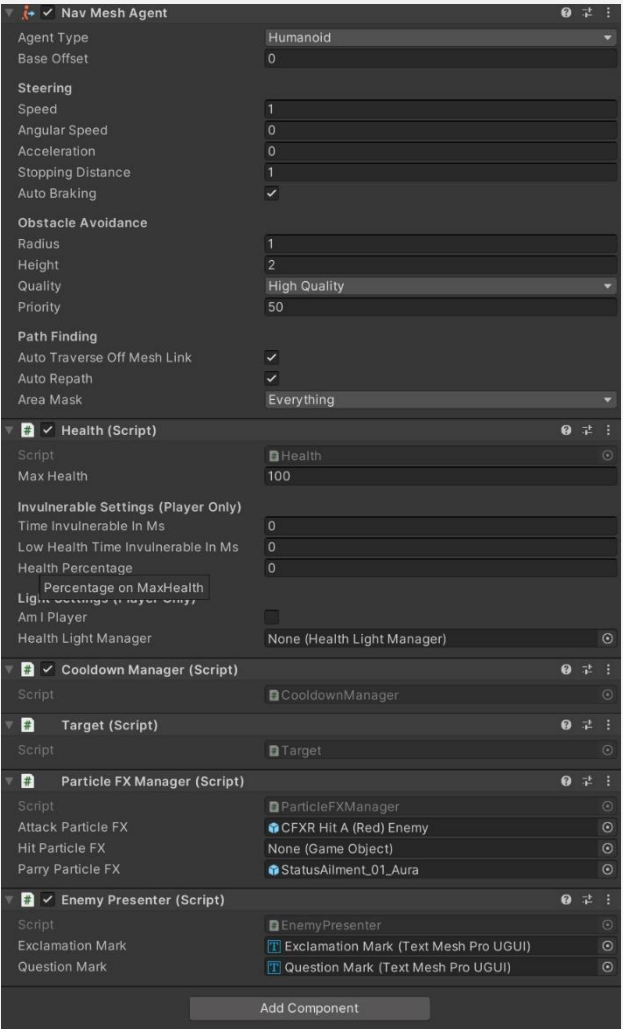 Nav Mesh Agent
Agent Type Humanoid
Base Offset 0
Steering
Speed 1
Angular Speed 0
Acceleration 0
Stopping Distance 1
Auto Braking
Obstacle Avoidance
Radius 1
Height 2
Quality High Quality
Priority 50
Path Finding
Auto Traverse Off Mesh Link
Auto Repath
Area Mask Everything
# Health (Script)
Script Health
Max Health 100
Invulnerable Settings (Player Only)
Time Invulnerable In Ms 0
Low Health Time Invulnerable In Ms 0
Health Percentage 0
Percentage on MaxHealth
Light Settings (Player Only)
Am I Player
Health Light Manager None (Health Light Manager)
# Cooldown Manager (Script)
Script CooldownManager
# Target (Script)
Script Target
# Particle FX Manager (Script)
Script ParticleFXManager
Attack Particle FX CFXR Hit A (Red) Enemy
Hit Particle FX None (Game Object)
Parry Particle FX StatusAilment_01_Aura
# Enemy Presenter (Script)
Script EnemyPresenter
Exclamation Mark T Exclamation Mark (Text Mesh Pro UGUI)
Question Mark T Question Mark (Text Mesh Pro UGUI)
Add Component